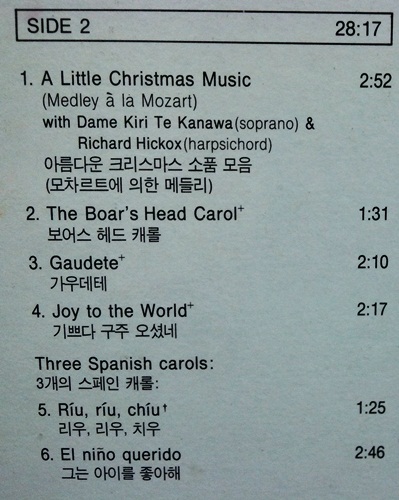 SIDE 2 28:17
1. A Little Christmas Music 2:52
(Medley à la Mozart)
with Dame Kiri Te Kanawa (soprano) &
Richard Hickox (harpsichord)
아름다운 크리스마스 소품 모음
(모차르트에 의한 메들리)
2. The Boar's Head Carol+ 1:31
보어스 헤드 캐롤
3. Gaudete+ 2:10
가우데테
4. Joy to the World+ 2:17
기쁘다 구주 오셨네
Three Spanish carols:
3개의 스페인 캐롤:
5. Ríu, ríu, chíu† 1:25
리우, 리우, 치우
6. El niño querido 2:46
그는 아이를 좋아해